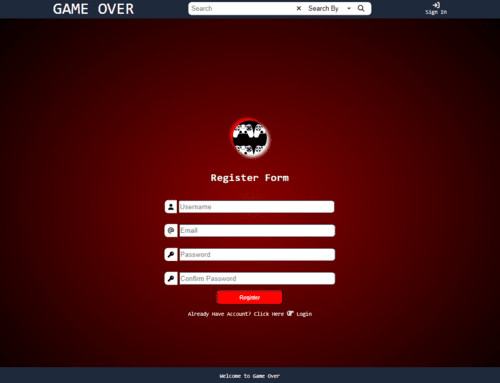 GAME OVER
Search
Search By
Sign In
Register Form
Username
Email
Password
Confirm Password
Register
Already Have Account? Click Here Login
Welcome to Game Over